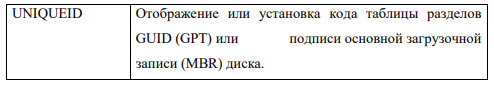 UNIQUEID Отображение или установка кода таблицы разделов
GUID (GPT) или подписи основной загрузочной
записи (MBR) диска.